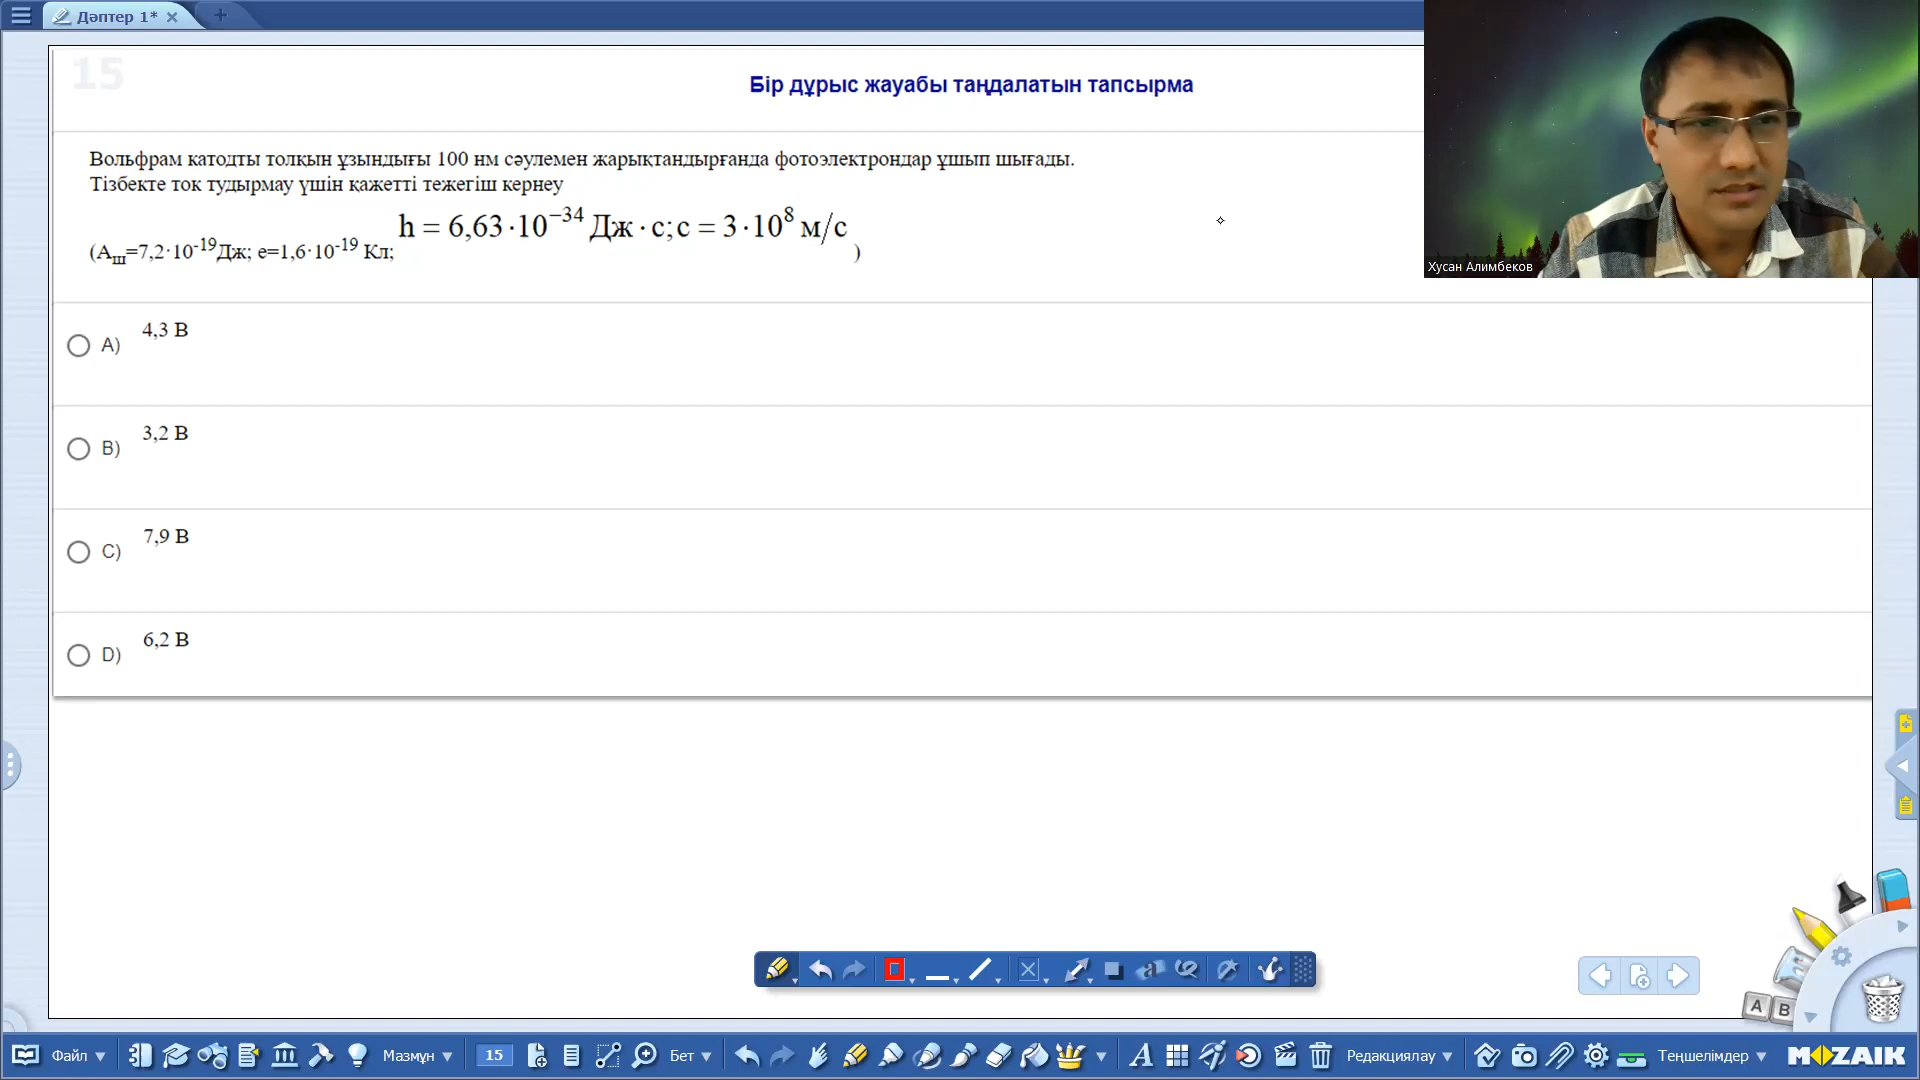 Дәптер 1*
15
Бір дұрыс жауабы таңдалатын тапсырма
Вольфрам катодты толқын ұзындығы 100 нм сәулемен жарықтандырғанда фотоэлектрондар ұшып шығады.
Тізбекте ток тудырмау үшін қажетті тежегіш кернеу
(Aш=7,2·10⁻¹⁹Дж; e=1,6·10⁻¹⁹ Кл; h = 6,63·10⁻³⁴ Дж·с; c = 3·10⁸ м/с )
A) 4,3 В
B) 3,2 В
C) 7,9 В
D) 6,2 В
Хусан Алимбеков
A B
Файл
Мазмұн
15
Бет
Редакциялау
Теңшелімдер
MOZAIK